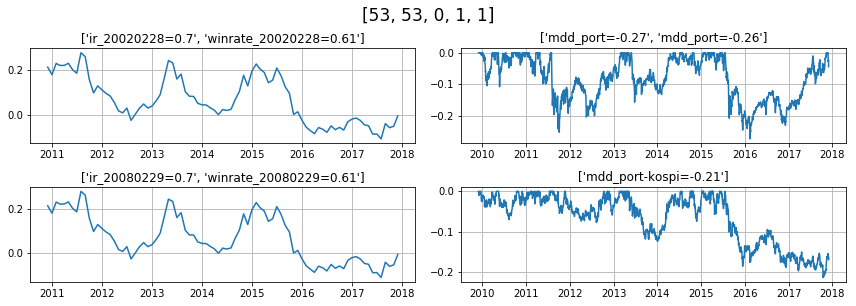 [53, 53, 0, 1, 1]
['ir_20020228=0.7', 'winrate_20020228=0.61']
0.2
0.0
2011 2012 2013 2014 2015 2016 2017 2018
['mdd_port=-0.27', 'mdd_port=-0.26']
0.0
−0.1
−0.2
2010 2011 2012 2013 2014 2015 2016 2017 2018
['ir_20080229=0.7', 'winrate_20080229=0.61']
0.2
0.0
2011 2012 2013 2014 2015 2016 2017 2018
['mdd_port-kospi=-0.21']
0.0
−0.1
−0.2
2010 2011 2012 2013 2014 2015 2016 2017 2018